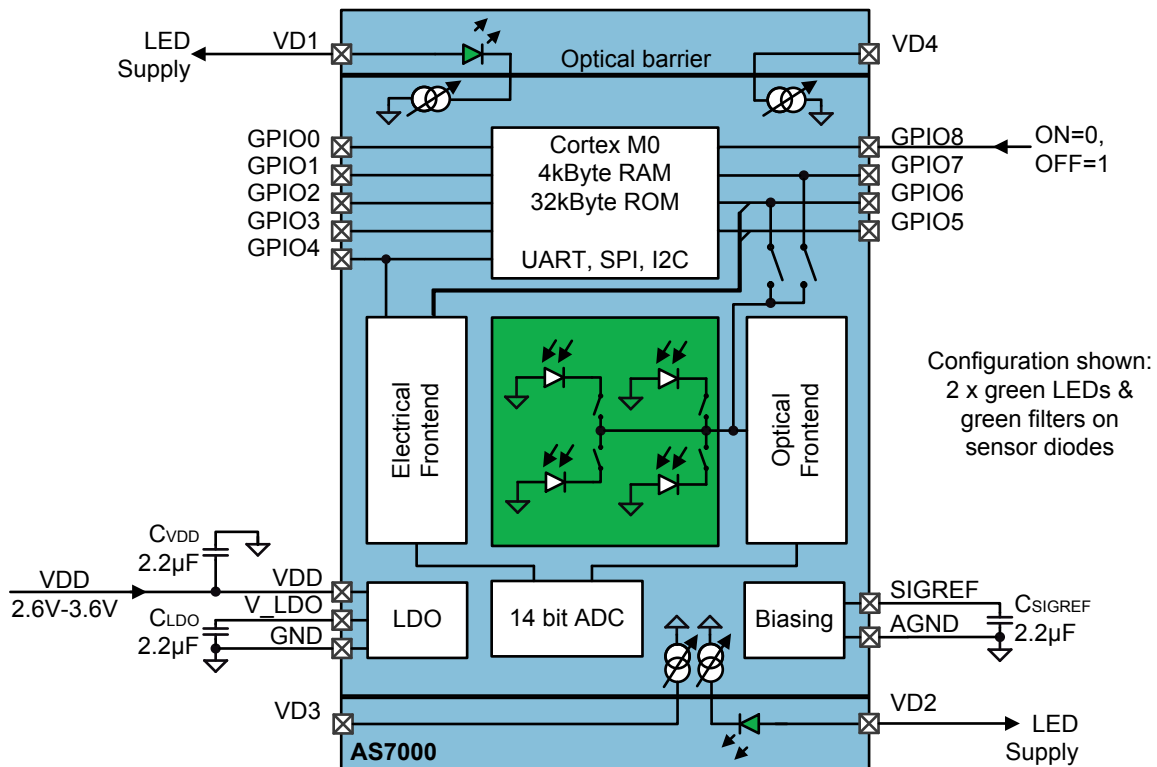 LED
Supply
VD1
Optical barrier
VD4
GPIO0
GPIO1
GPIO2
GPIO3
GPIO4
Cortex M0
4kByte RAM
32kByte ROM
UART, SPI, I2C
GPIO8
GPIO7
GPIO6
GPIO5
ON=0,
OFF=1
Electrical
Frontend
Optical
Frontend
Configuration shown:
2 x green LEDs &
green filters on
sensor diodes
CVDD
2.2µF
VDD
2.6V-3.6V
CLDO
2.2µF
VDD
V_LDO
GND
LDO
14 bit ADC
Biasing
SIGREF
AGND
CSIGREF
2.2µF
VD3
AS7000
VD2
LED
Supply